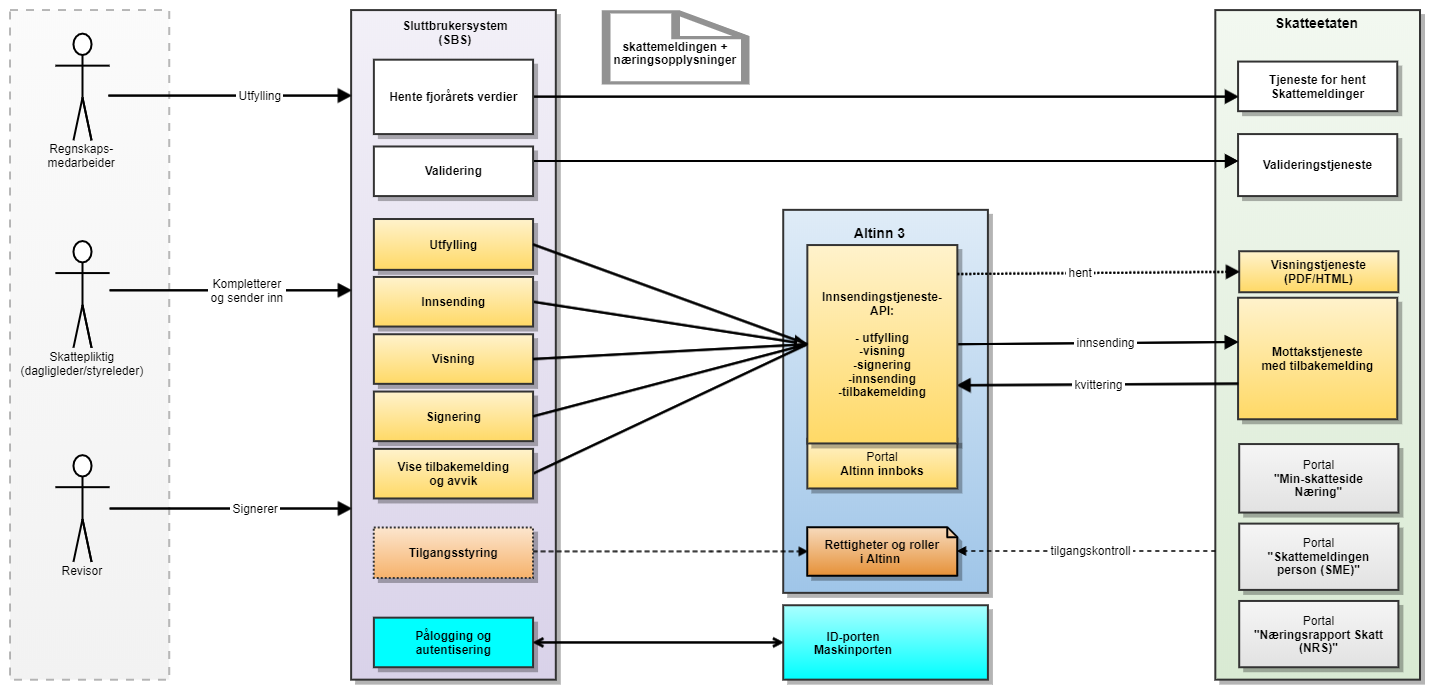 Regnskaps-
medarbeider
Utfylling
Skattepliktig
(dagligleder/styreleder)
Kompletterer
og sender inn
Revisor
Signerer
Sluttbrukersystem
(SBS)
Hente fjorårets verdier
Validering
Utfylling
Innsending
Visning
Signering
Vise tilbakemelding
og avvik
Tilgangsstyring
Pålogging og
autentisering
skattemeldingen +
næringsopplysninger
Altinn 3
Innsendingstjeneste-
API:
- utfylling
-visning
-signering
-innsending
-tilbakemelding
Portal
Altinn innboks
Rettigheter og roller
i Altinn
ID-porten
Maskinporten
hent
innsending
kvittering
tilgangskontroll
Skatteetaten
Tjeneste for hent
Skattemeldinger
Valideringstjeneste
Visningstjeneste
(PDF/HTML)
Mottakstjeneste
med tilbakemelding
Portal
"Min-skatteside
Næring"
Portal
"Skattemeldingen
person (SME)"
Portal
"Næringsrapport Skatt
(NRS)"